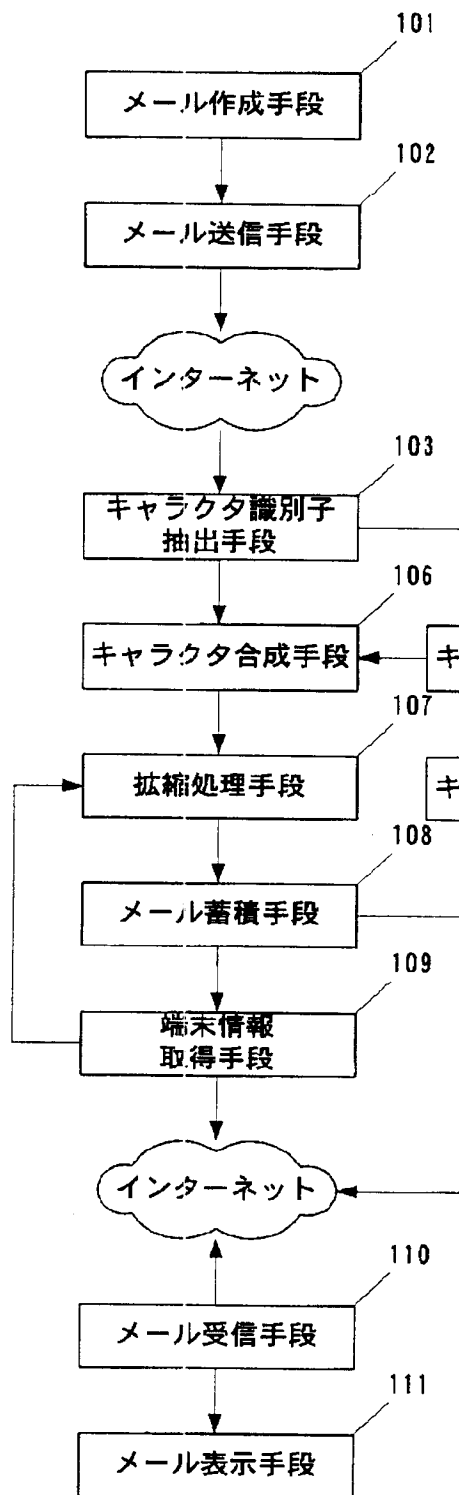 101
メール作成手段
102
メール送信手段
インターネット
103
キャラクタ識別子
抽出手段
106
キャラクタ合成手段
キ
107
拡縮処理手段
キ
108
メール蓄積手段
109
端末情報
取得手段
インターネット
110
メール受信手段
111
メール表示手段